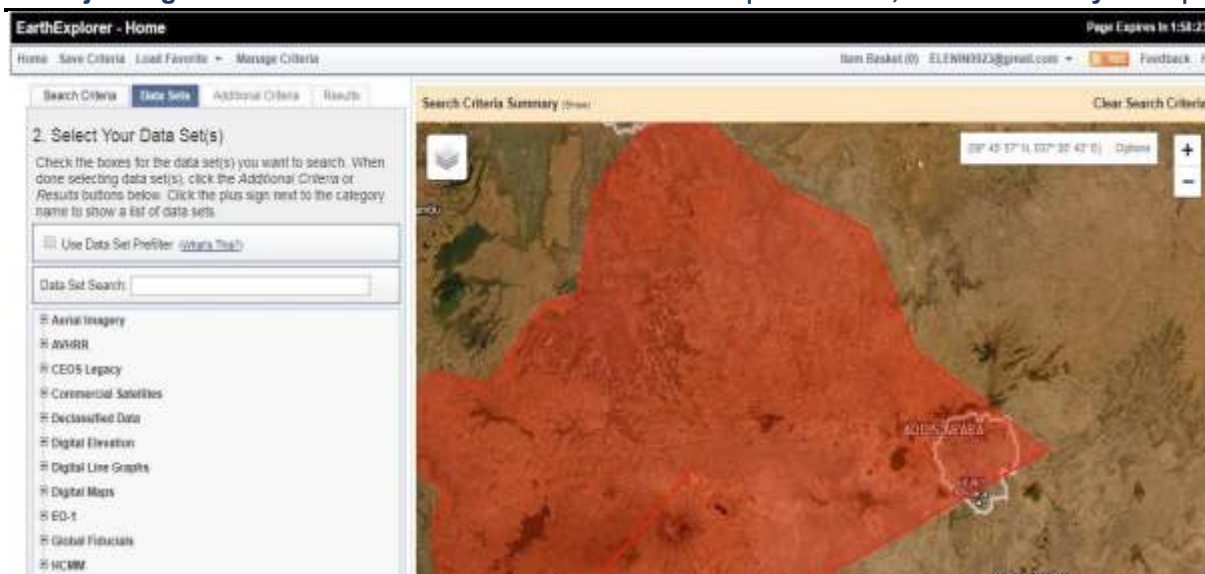 EarthExplorer - Home
Page Expires In 1:58:23
Home Save Criteria Load Favorite Manage Criteria
Item Basket (0) Feedback
Search Criteria Data Sets Additional Criteria Results
Search Criteria Summary (Show)
Clear Search Criteria
2. Select Your Data Set(s)
Check the boxes for the data set(s) you want to search. When
done selecting data set(s), click the Additional Criteria or
Results buttons below. Click the plus sign next to the category
name to show a list of data sets.
Use Data Set Prefilter (What's This?)
Data Set Search:
Options
+
-
Aerial Imagery
AVHRR
CEOS Legacy
Commercial Satellites
Declassified Data
Digital Elevation
Digital Line Graphs
Digital Maps
EO-1
Global Fiducials
HCMM
ADDIS ABABA